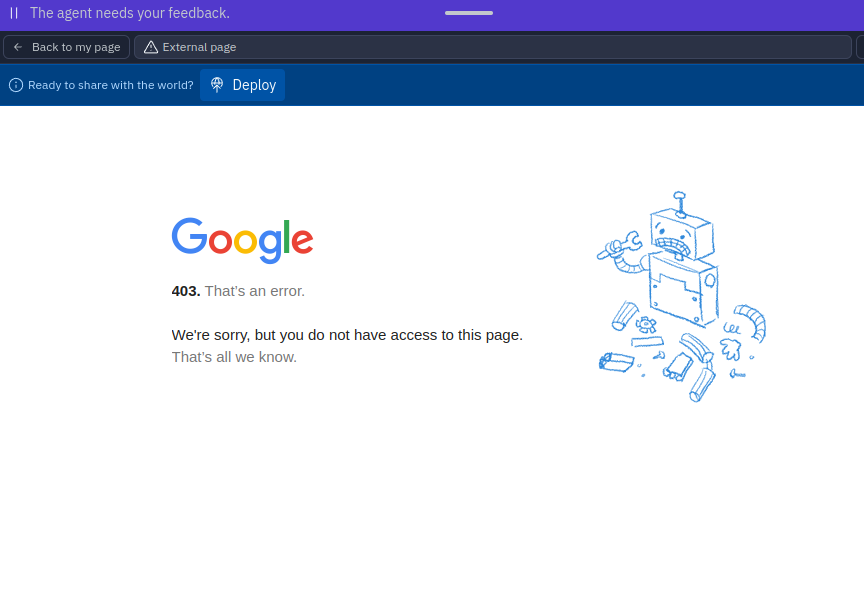 The agent needs your feedback.
Back to my page
External page
Ready to share with the world?
Deploy
Google
403. That's an error.
We're sorry, but you do not have access to this page.
That's all we know.